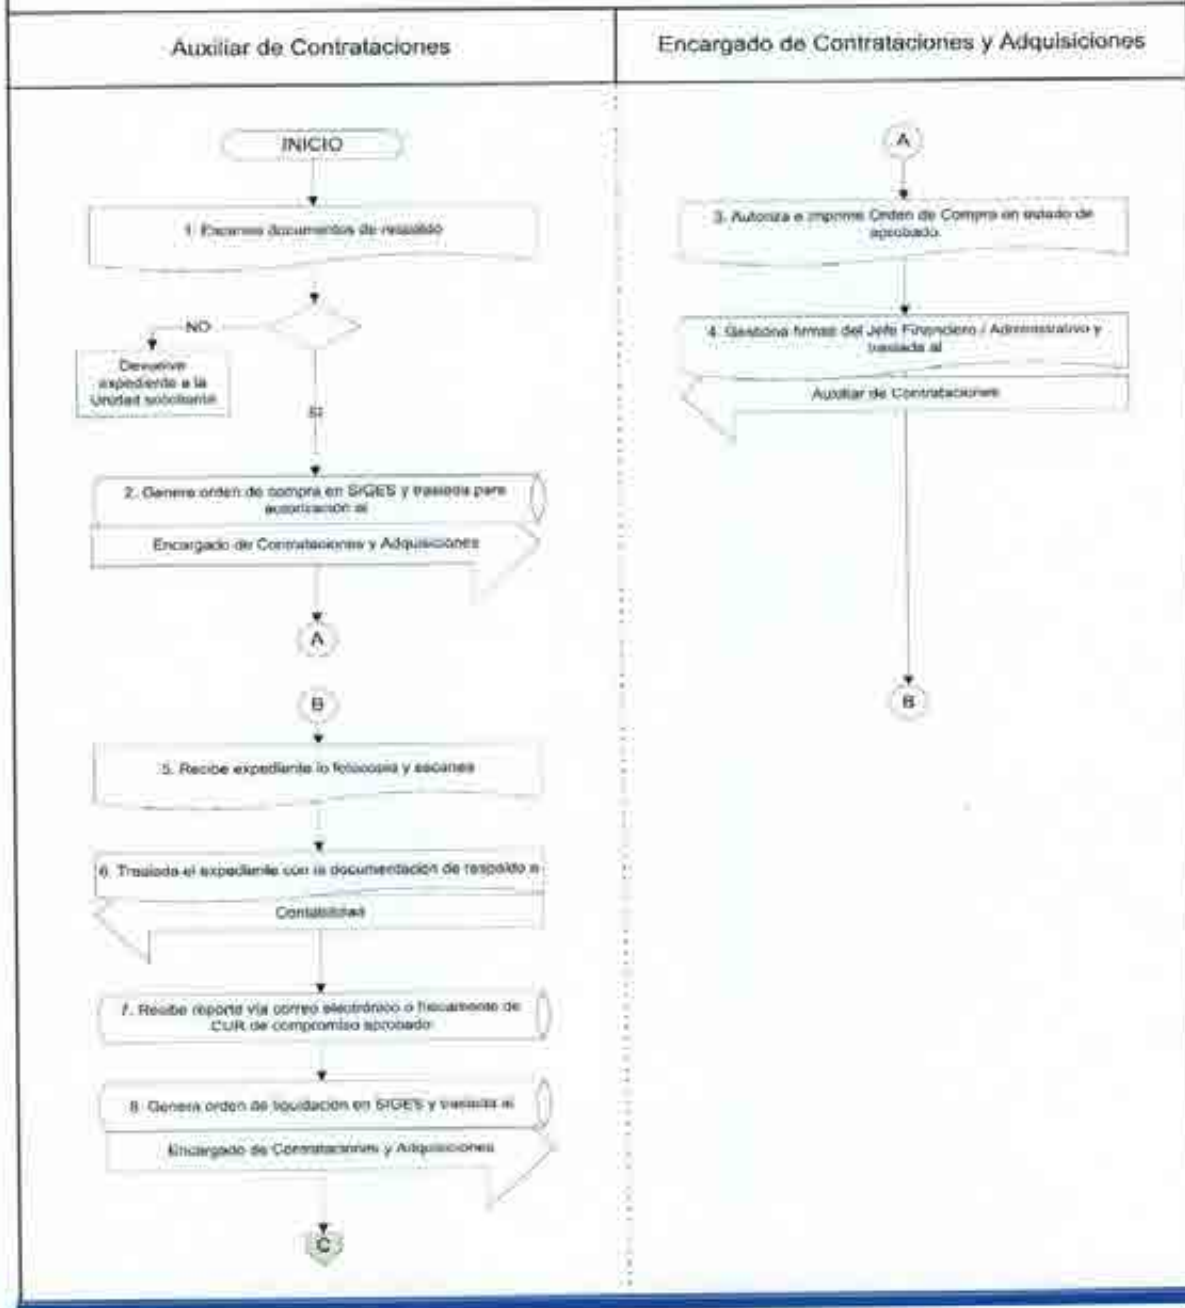 Auxiliar de Contrataciones
Encargado de Contrataciones y Adquisiciones
INICIO
1. Escanea documentos de respaldo
NO
Devuelve
expediente a la
Unidad solicitante
SI
2. Genera orden de compra en SIGES y traslada para
autorización al
Encargado de Contrataciones y Adquisiciones
A
B
5. Recibe expediente lo fotocopia y escanea
6. Traslada el expediente con la documentación de respaldo a
Contabilidad
7. Recibe reporte vía correo electrónico o físicamente de
CUR de compromiso aprobado
8. Genera orden de liquidación en SIGES y traslada al
Encargado de Contrataciones y Adquisiciones
C
A
3. Autoriza e imprime Orden de Compra en estado de
aprobado.
4. Gestiona firmas del Jefe Financiero / Administrativo y
traslada al
Auxiliar de Contrataciones
B